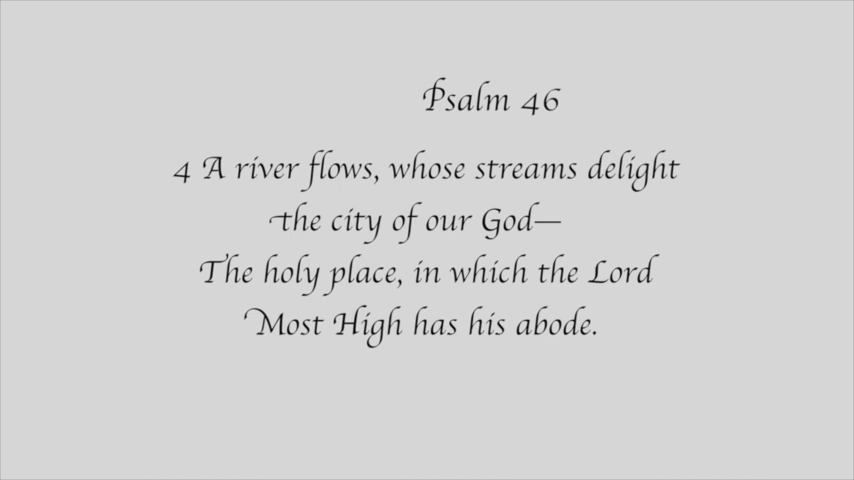 Psalm 46
4 A river flows, whose streams delight
the city of our God—
The holy place, in which the Lord
Most High has his abode.